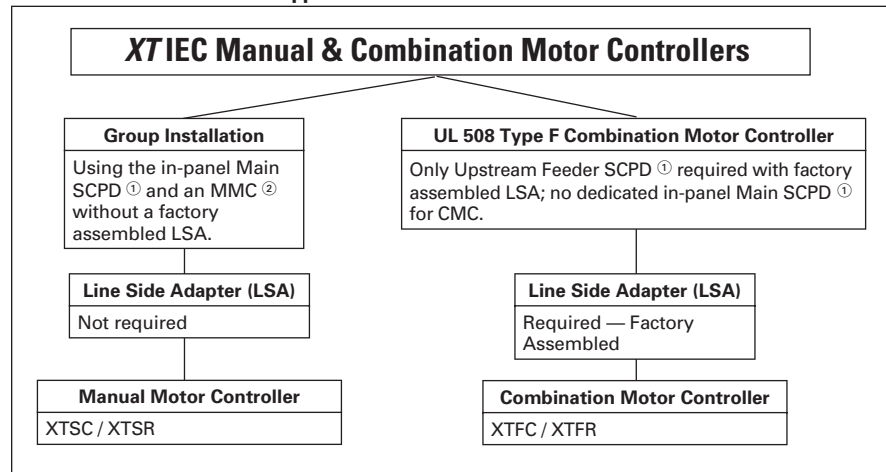 XT IEC Manual & Combination Motor Controllers
Group Installation
Using the in-panel Main
SCPD ① and an MMC ②
without a factory
assembled LSA.
UL 508 Type F Combination Motor Controller
Only Upstream Feeder SCPD ① required with factory
assembled LSA; no dedicated in-panel Main SCPD ①
for CMC.
Line Side Adapter (LSA)
Not required
Line Side Adapter (LSA)
Required — Factory
Assembled
Manual Motor Controller
XTSC / XTSR
Combination Motor Controller
XTFC / XTFR